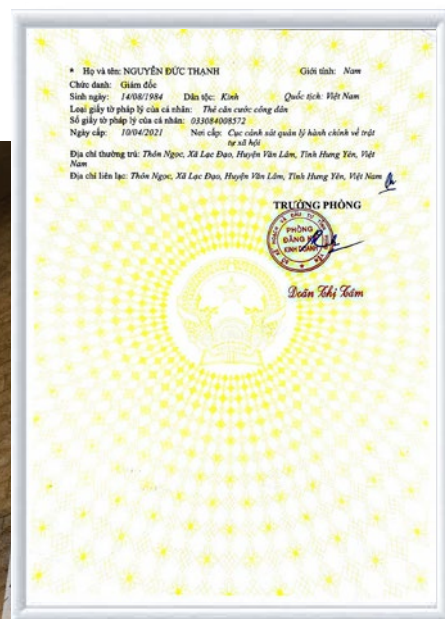 * Họ và tên: NGUYỄN ĐỨC THẠNH Giới tính: Nam
Chức danh: Giám đốc
Sinh ngày: 14/08/1984 Dân tộc: Kinh Quốc tịch: Việt Nam
Loại giấy tờ pháp lý của cá nhân: Thẻ căn cước công dân
Số giấy tờ pháp lý của cá nhân: 033084008572
Ngày cấp: 10/04/2021 Nơi cấp: Cục cảnh sát quản lý hành chính về trật
tự xã hội
Địa chỉ thường trú: Thôn Ngọc, Xã Lạc Đạo, Huyện Văn Lâm, Tỉnh Hưng Yên, Việt
Nam
Địa chỉ liên lạc: Thôn Ngọc, Xã Lạc Đạo, Huyện Văn Lâm, Tỉnh Hưng Yên, Việt Nam
TRƯỞNG PHÒNG
PHÒNG
ĐĂNG KÝ
KINH DOANH
Doãn Thị Tâm